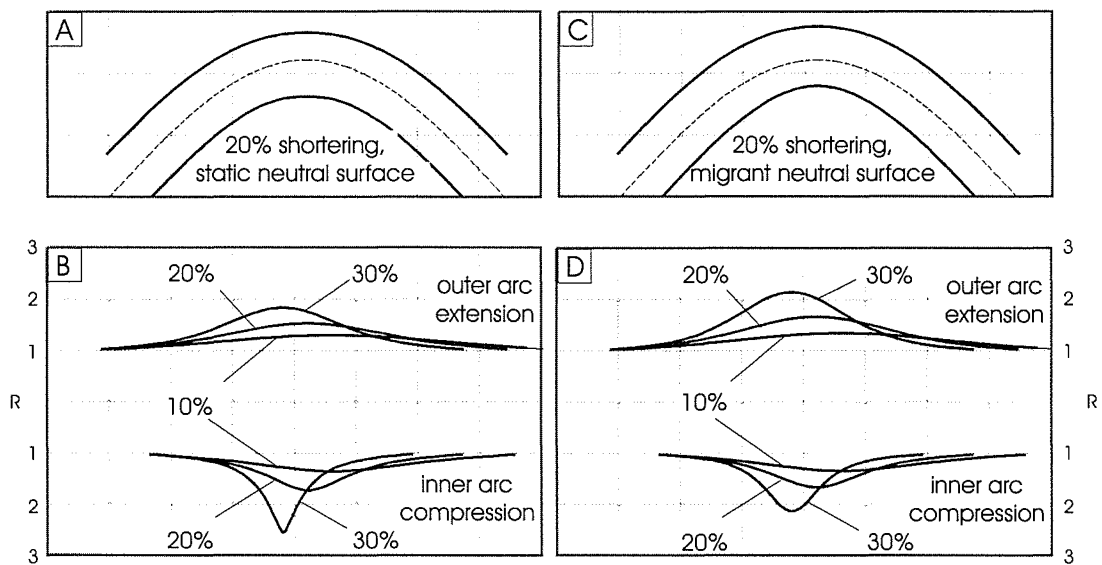 A
20% shortering,
static neutral surface
C
20% shortering,
migrant neutral surface
3
B
20%
30%
outer arc
extension
2
1
R
10%
1
inner arc
compression
2
20%
30%
3
D
3
20%
30%
outer arc
extension
2
1
R
10%
1
inner arc
compression
2
20%
30%
3